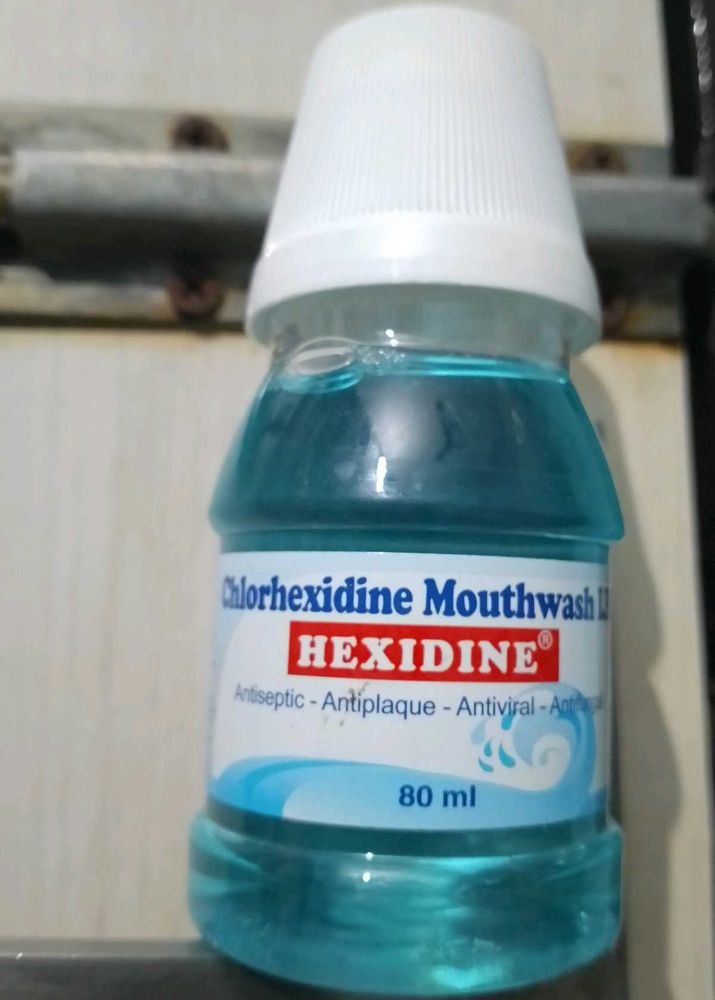 Chlorhexidine Mouthwash
HEXIDINE®
Antiseptic - Antiplaque - Antiviral -
80 ml